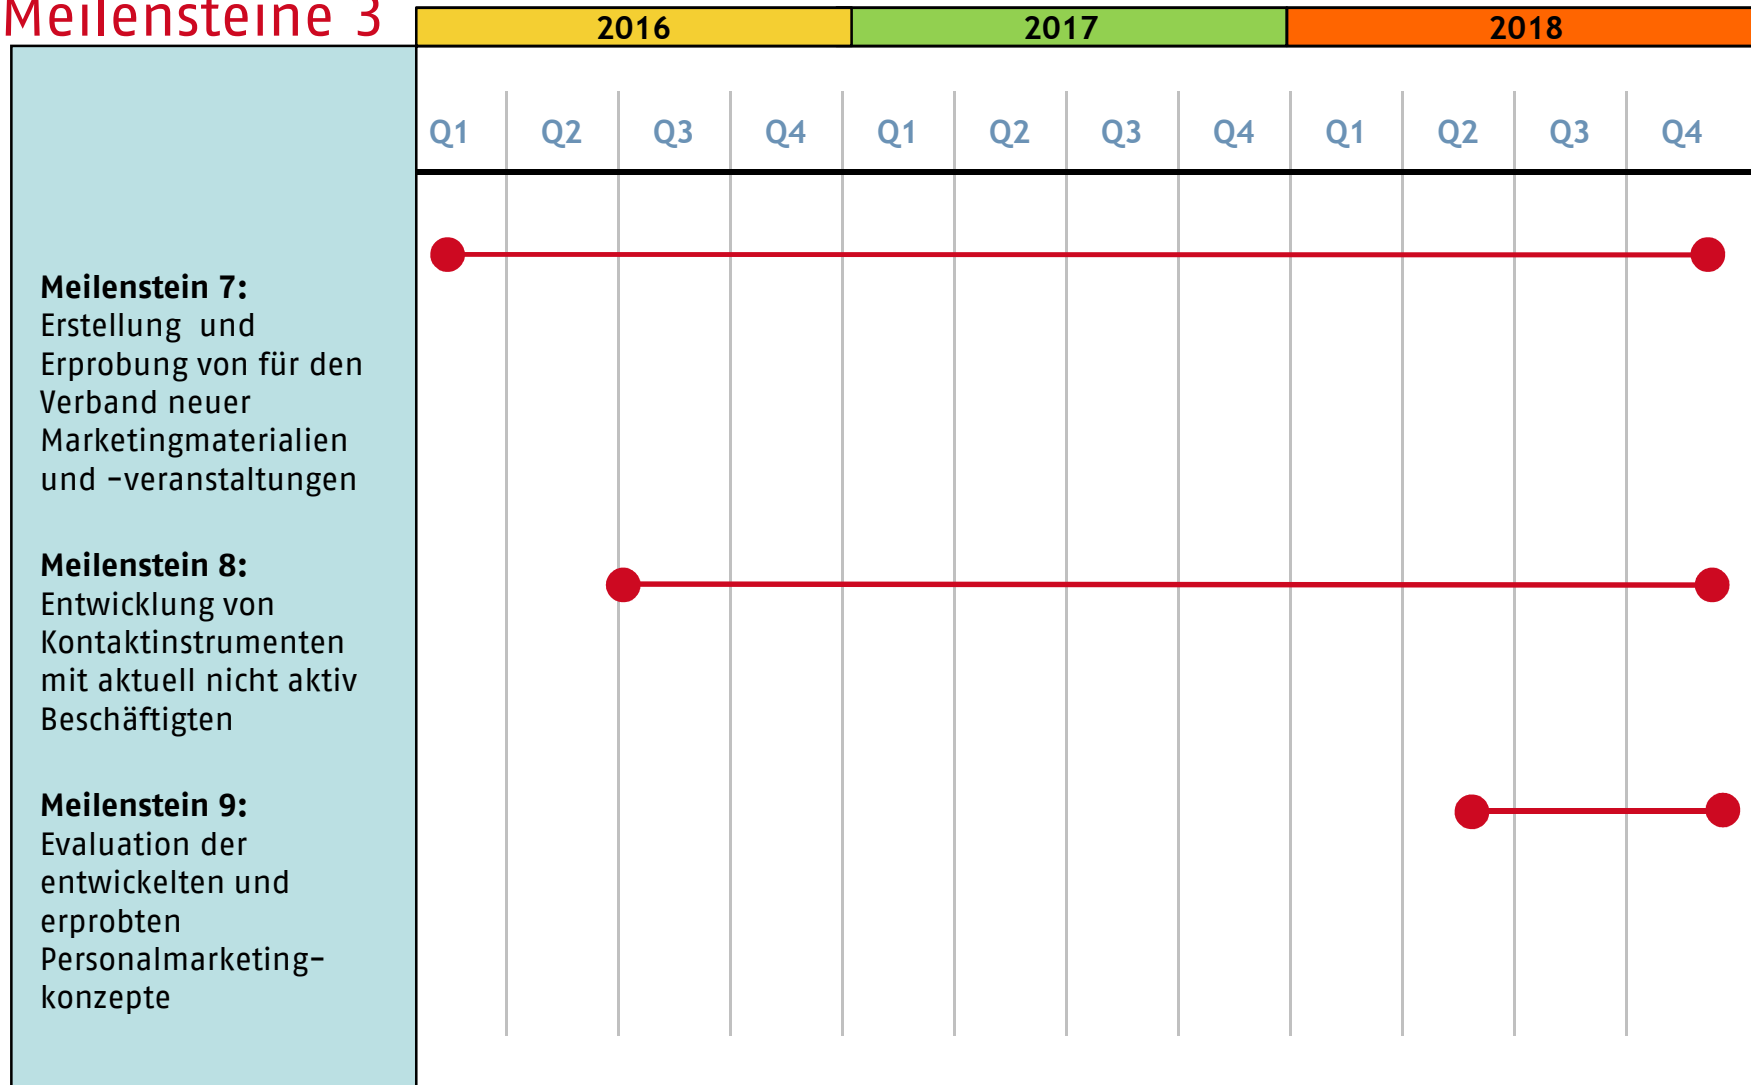 Meilensteine 3
2016 2017 2018
Q1 Q2 Q3 Q4 Q1 Q2 Q3 Q4 Q1 Q2 Q3 Q4
Meilenstein 7:
Erstellung und
Erprobung von für den
Verband neuer
Marketingmaterialien
und -veranstaltungen
Meilenstein 8:
Entwicklung von
Kontaktinstrumenten
mit aktuell nicht aktiv
Beschäftigten
Meilenstein 9:
Evaluation der
entwickelten und
erprobten
Personalmarketing-
konzepte